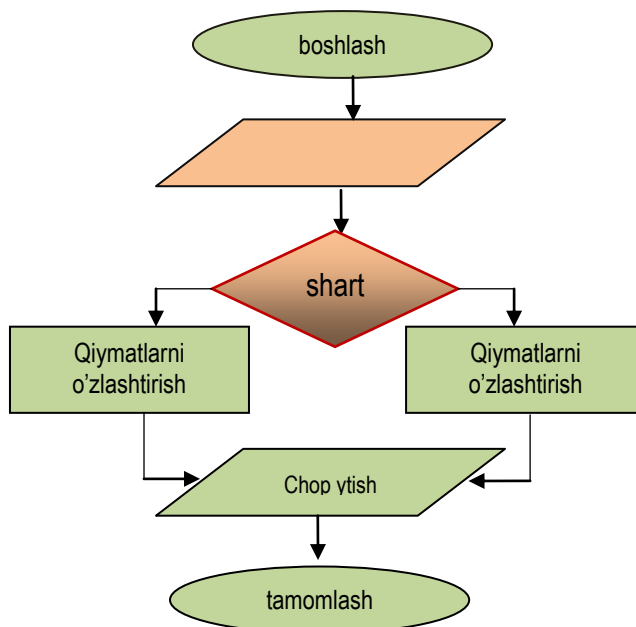 boshlash
shart
Qiymatlarni
o’zlashtirish
Qiymatlarni
o’zlashtirish
Chop ytish
tamomlash